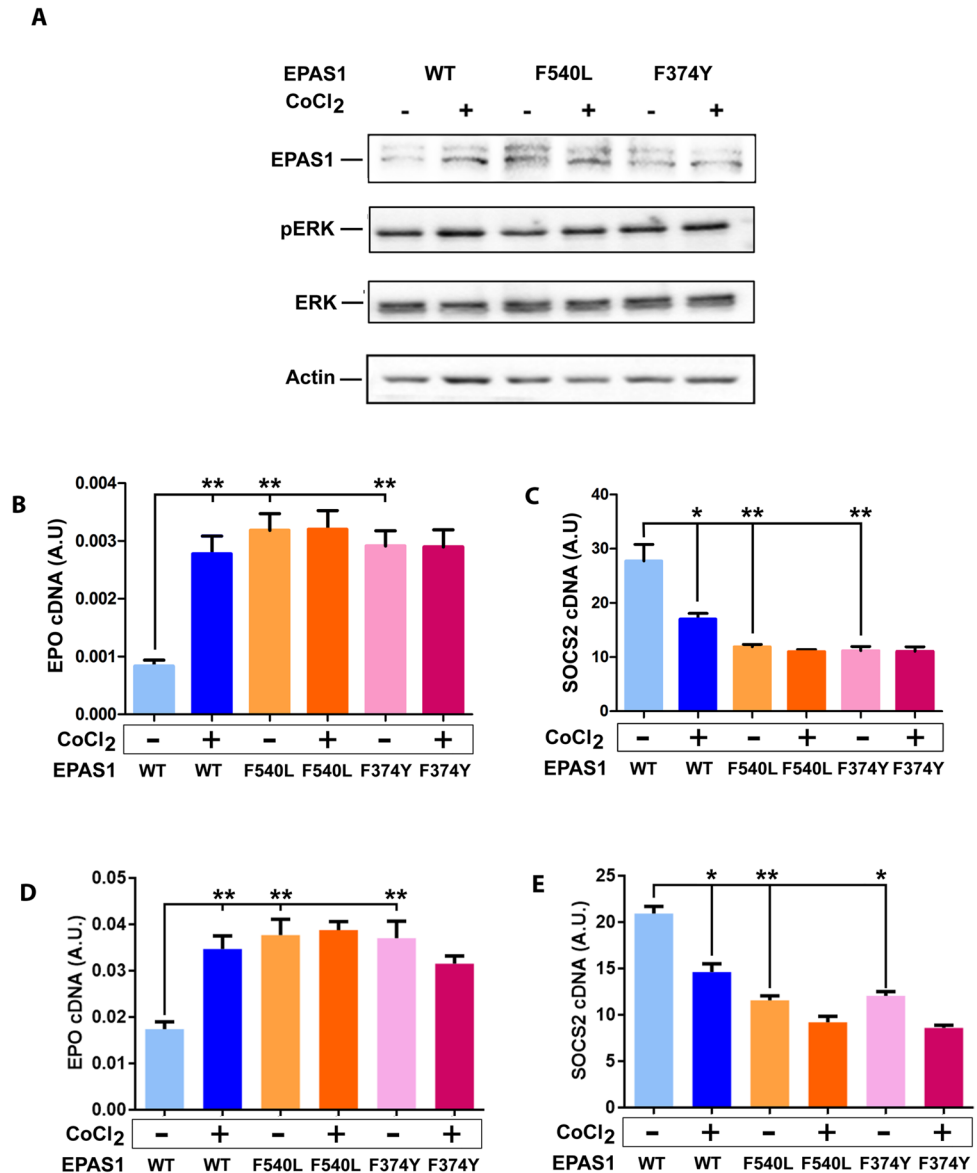 A
EPAS1 WT F540L F374Y
CoCl2 - + - + - +
EPAS1
pERK
ERK
Actin
B
EPO cDNA (A.U)
0.004
0.003
0.002
0.001
0.000
** ** **
CoCl2 − + − + − +
EPAS1 WT WT F540L F540L F374Y F374Y
C
SOCS2 cDNA (A.U)
40
30
20
10
0
* ** **
CoCl2 − + − + − +
EPAS1 WT WT F540L F540L F374Y F374Y
D
EPO cDNA (A.U.)
0.05
0.04
0.03
0.02
0.01
0.00
** ** **
CoCl2 − + − + − +
EPAS1 WT WT F540L F540L F374Y F374Y
E
SOCS2 cDNA (A.U.)
25
20
15
10
5
0
* ** *
CoCl2 − + − + − +
EPAS1 WT WT F540L F540L F374Y F374Y